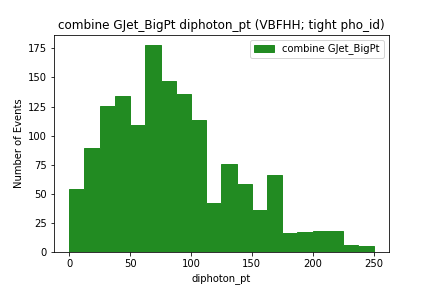 combine GJet_BigPt diphoton_pt (VBFHH; tight pho_id)
combine GJet_BigPt
Number of Events
175
150
125
100
75
50
25
0
0 50 100 150 200 250
diphoton_pt